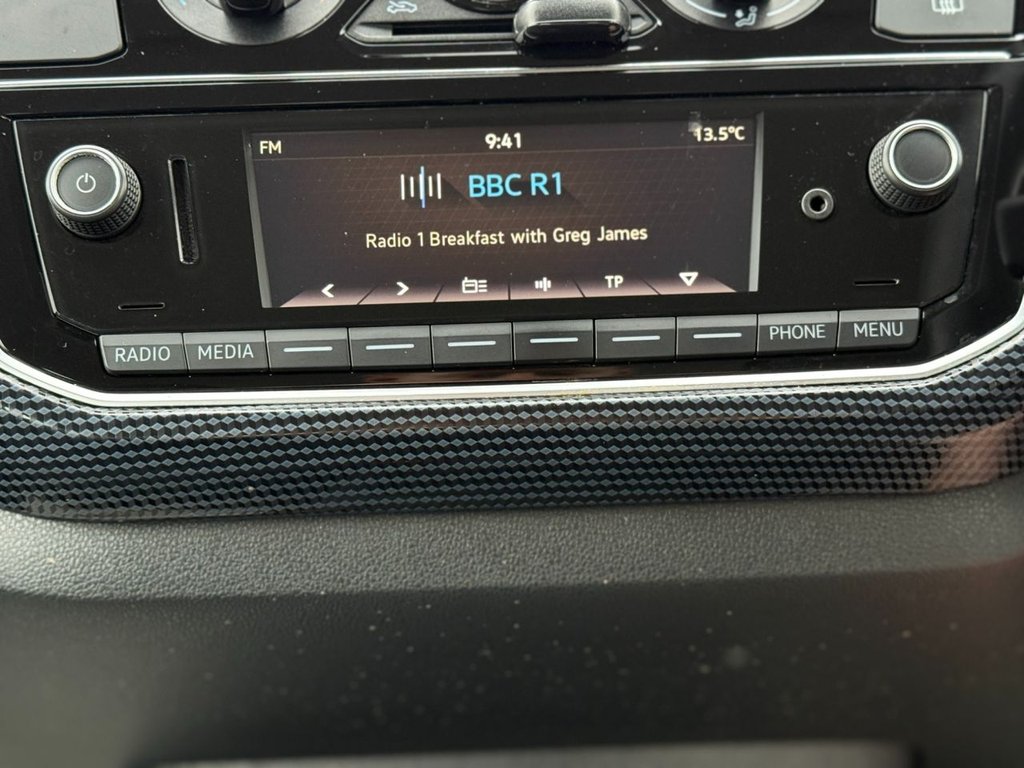 FM 9:41 13.5°C
BBC R1
Radio 1 Breakfast with Greg James
TP
RADIO MEDIA PHONE MENU